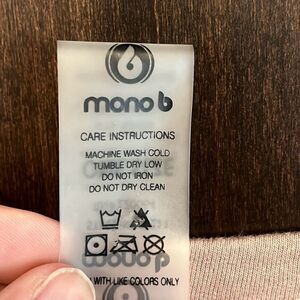 mono b
CARE INSTRUCTIONS
MACHINE WASH COLD
TUMBLE DRY LOW
DO NOT IRON
DO NOT DRY CLEAN
mono b
WITH LIKE COLORS ONLY